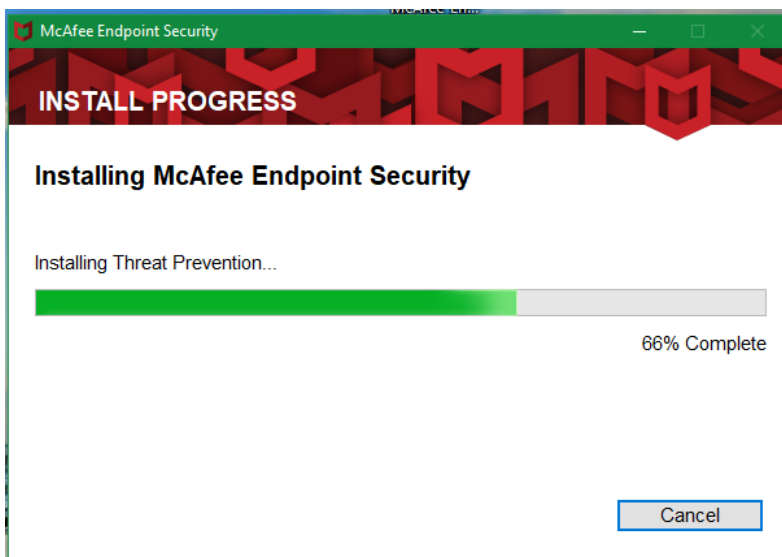 McAfee Endpoint Security
INSTALL PROGRESS
Installing McAfee Endpoint Security
Installing Threat Prevention...
66% Complete
Cancel